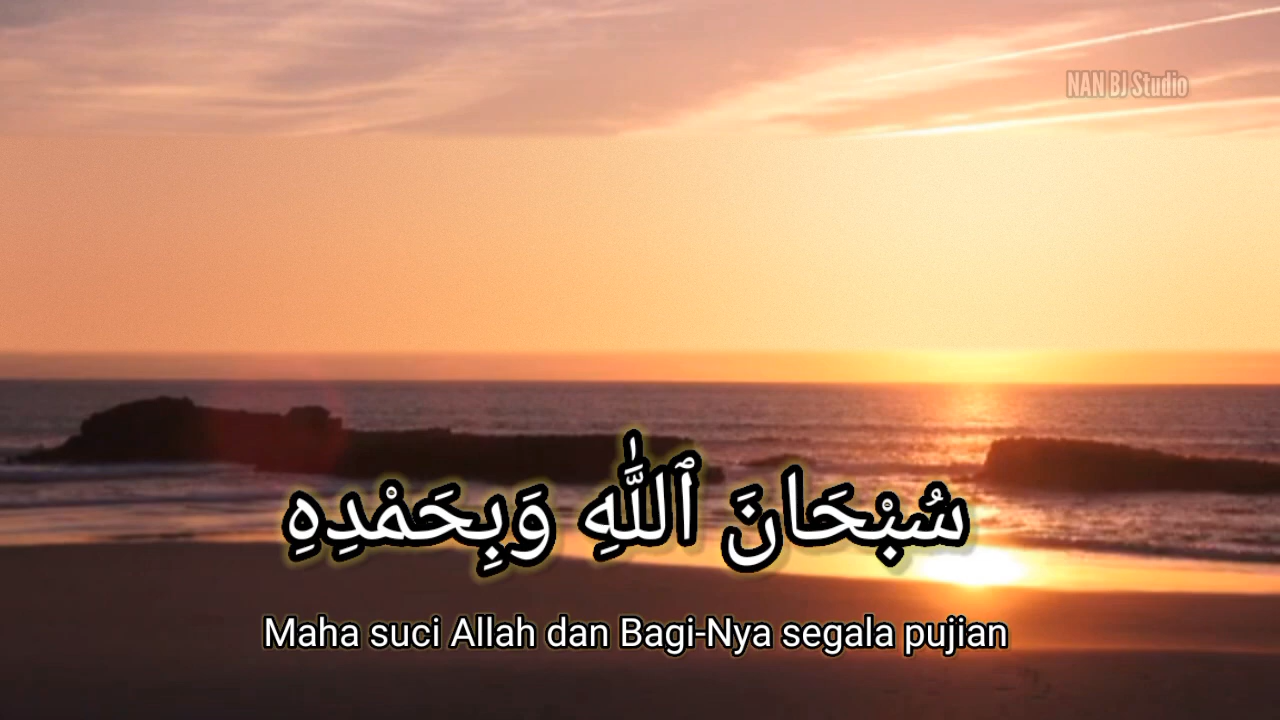 NAN BJ Studio
سُبْحَانَ ٱللَّٰهِ وَبِحَمْدِهِ
Maha suci Allah dan Bagi-Nya segala pujian